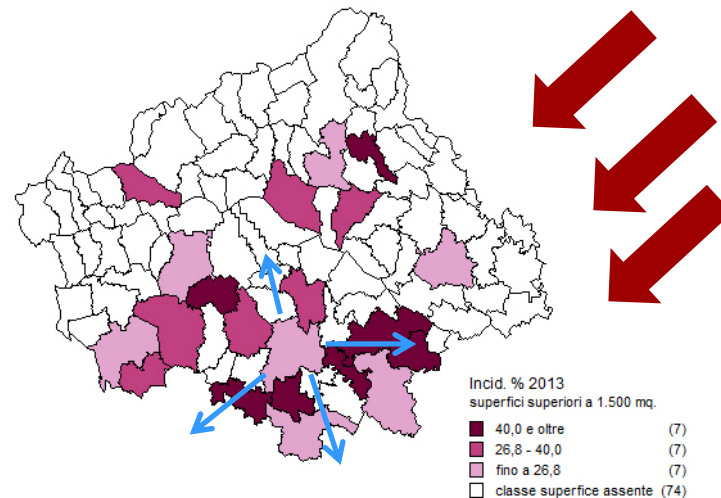 Incid. % 2013
superfici superiori a 1.500 mq.
40,0 e oltre (7)
26,8 - 40,0 (7)
fino a 26,8 (7)
classe superfice assente (74)